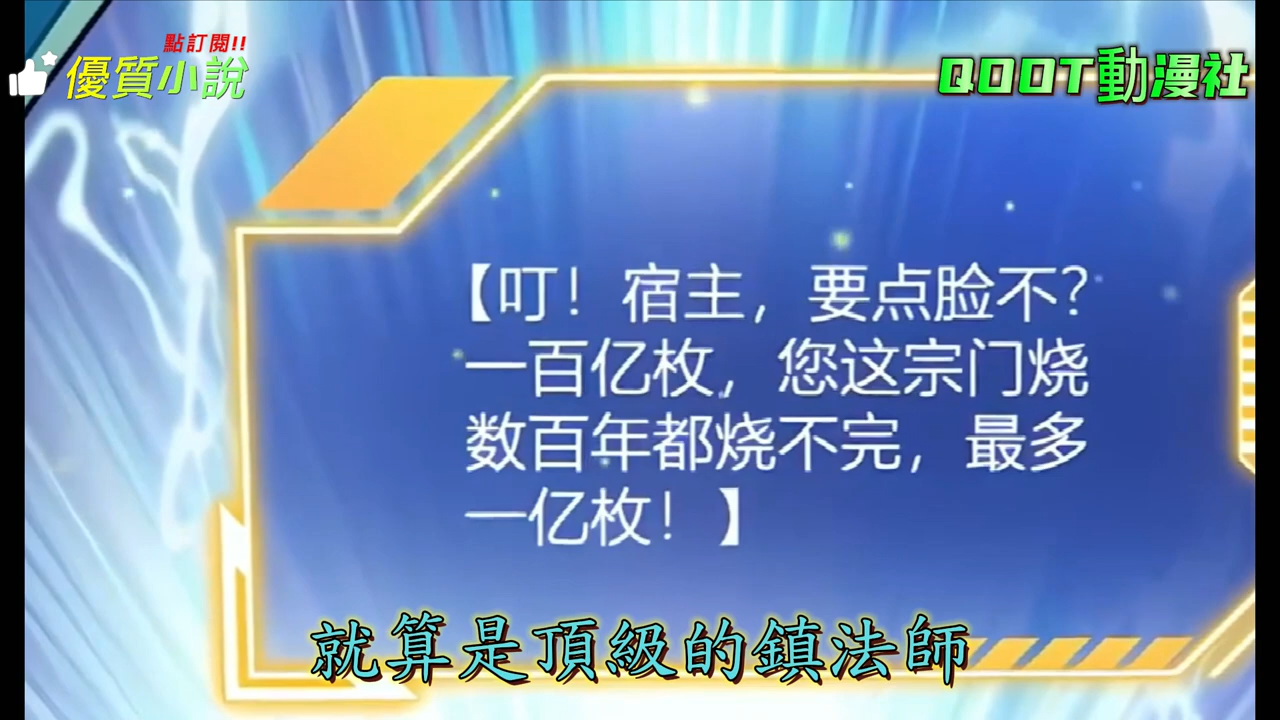 點訂閱!!
優質小說
QOOT動漫社
【叮！宿主，要点脸不？
一百亿枚，您这宗门烧
数百年都烧不完，最多
一亿枚！】
就算是頂級的鎮法師